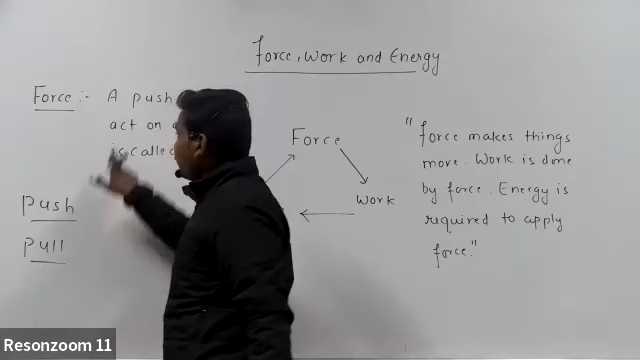 Force, Work and Energy
Force :- A push
act on
is called
Push
Pull
Force
Work
"force makes things
more. Work is done
by force. Energy is
required to apply
force."
Resonzoom 11